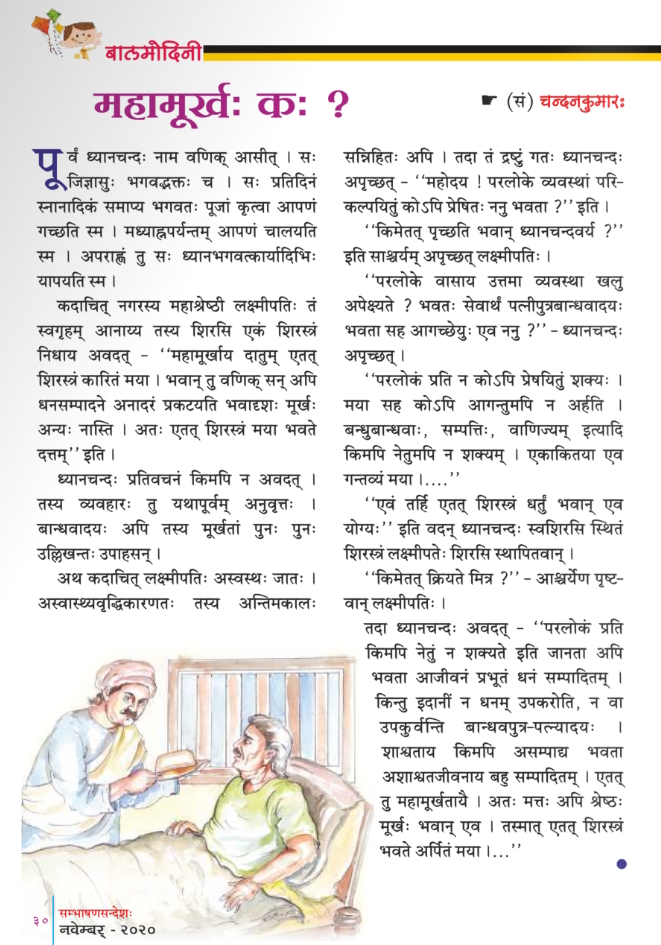 बालमोदिनी
महामूर्खः कः ?
☛ (सं) चन्दनकुमारः
पूर्वं ध्यानचन्दः नाम वणिक् आसीत् । सः
जिज्ञासुः भगवद्भक्तः च । सः प्रतिदिनं
स्नानादिकं समाप्य भगवतः पूजां कृत्वा आपणं
गच्छति स्म । मध्याह्नपर्यन्तम् आपणं चालयति
स्म । अपराह्णं तु सः ध्यानभगवत्कार्यादिभिः
यापयति स्म ।
कदाचित् नगरस्य महाश्रेष्ठी लक्ष्मीपतिः तं
स्वगृहम् आनाय्य तस्य शिरसि एकं शिरस्त्रं
निधाय अवदत् – ‘‘महामूर्खाय दातुम् एतत्
शिरस्त्रं कारितं मया । भवान् तु वणिक् सन् अपि
धनसम्पादने अनादरं प्रकटयति भवादृशः मूर्खः
अन्यः नास्ति । अतः एतत् शिरस्त्रं मया भवते
दत्तम्’’ इति ।
ध्यानचन्दः प्रतिवचनं किमपि न अवदत् ।
तस्य व्यवहारः तु यथापूर्वम् अनुवृत्तः ।
बान्धवादयः अपि तस्य मूर्खतां पुनः पुनः
उल्लिखन्तः उपाहसन् ।
अथ कदाचित् लक्ष्मीपतिः अस्वस्थः जातः ।
अस्वास्थ्यवृद्धिकारणतः तस्य अन्तिमकालः
सन्निहितः अपि । तदा तं द्रष्टुं गतः ध्यानचन्दः
अपृच्छत् – ‘‘महोदय ! परलोके व्यवस्थां परि-
कल्पयितुं कोऽपि प्रेषितः ननु भवता ?’’ इति ।
‘‘किमेतत् पृच्छति भवान् ध्यानचन्दवर्य ?’’
इति साश्चर्यम् अपृच्छत् लक्ष्मीपतिः ।
‘‘परलोके वासाय उत्तमा व्यवस्था खलु
अपेक्ष्यते ? भवतः सेवार्थं पत्नीपुत्रबान्धवादयः
भवता सह आगच्छेयुः एव ननु ?’’ – ध्यानचन्दः
अपृच्छत् ।
‘‘परलोकं प्रति न कोऽपि प्रेषयितुं शक्यः ।
मया सह कोऽपि आगन्तुमपि न अर्हति ।
बन्धुबान्धवाः, सम्पत्तिः, वाणिज्यम् इत्यादि
किमपि नेतुमपि न शक्यम् । एकाकितया एव
गन्तव्यं मया ।....’’
‘‘एवं तर्हि एतत् शिरस्त्रं धर्तुं भवान् एव
योग्यः’’ इति वदन् ध्यानचन्दः स्वशिरसि स्थितं
शिरस्त्रं लक्ष्मीपतेः शिरसि स्थापितवान् ।
‘‘किमेतत् क्रियते मित्र ?’’ – आश्चर्येण पृष्ट-
वान् लक्ष्मीपतिः ।
तदा ध्यानचन्दः अवदत् – ‘‘परलोकं प्रति
किमपि नेतुं न शक्यते इति जानता अपि
भवता आजीवनं प्रभूतं धनं सम्पादितम् ।
किन्तु इदानीं न धनम् उपकरोति, न वा
उपकुर्वन्ति बान्धवपुत्र-पत्न्यादयः ।
शाश्वताय किमपि असम्पाद्य भवता
अशाश्वतजीवनाय बहु सम्पादितम् । एतत्
तु महामूर्खतायै । अतः मत्तः अपि श्रेष्ठः
मूर्खः भवान् एव । तस्मात् एतत् शिरस्त्रं
भवते अर्पितं मया ।...’’
३०
सम्भाषणसन्देशः
नवेम्बर् - २०२०